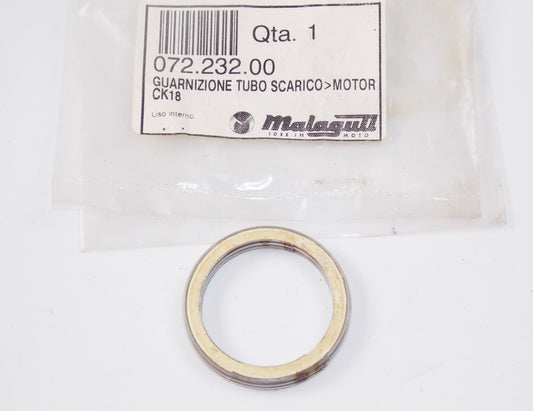 Qta. 1
072.232.00
GUARNIZIONE TUBO SCARICO>MOTOR
CK18
Uso interno
Malaguti
IDEE IN MOTO